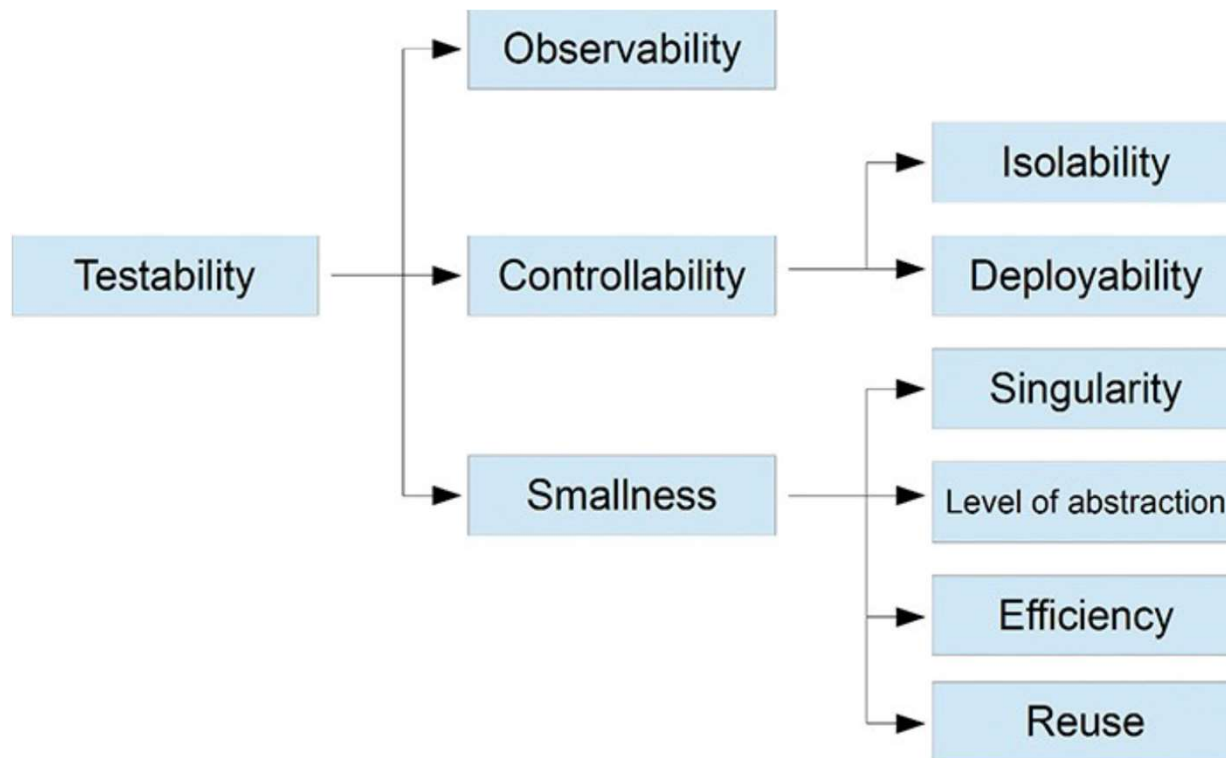 Observability
Isolability
Testability
Controllability
Deployability
Singularity
Smallness
Level of abstraction
Efficiency
Reuse